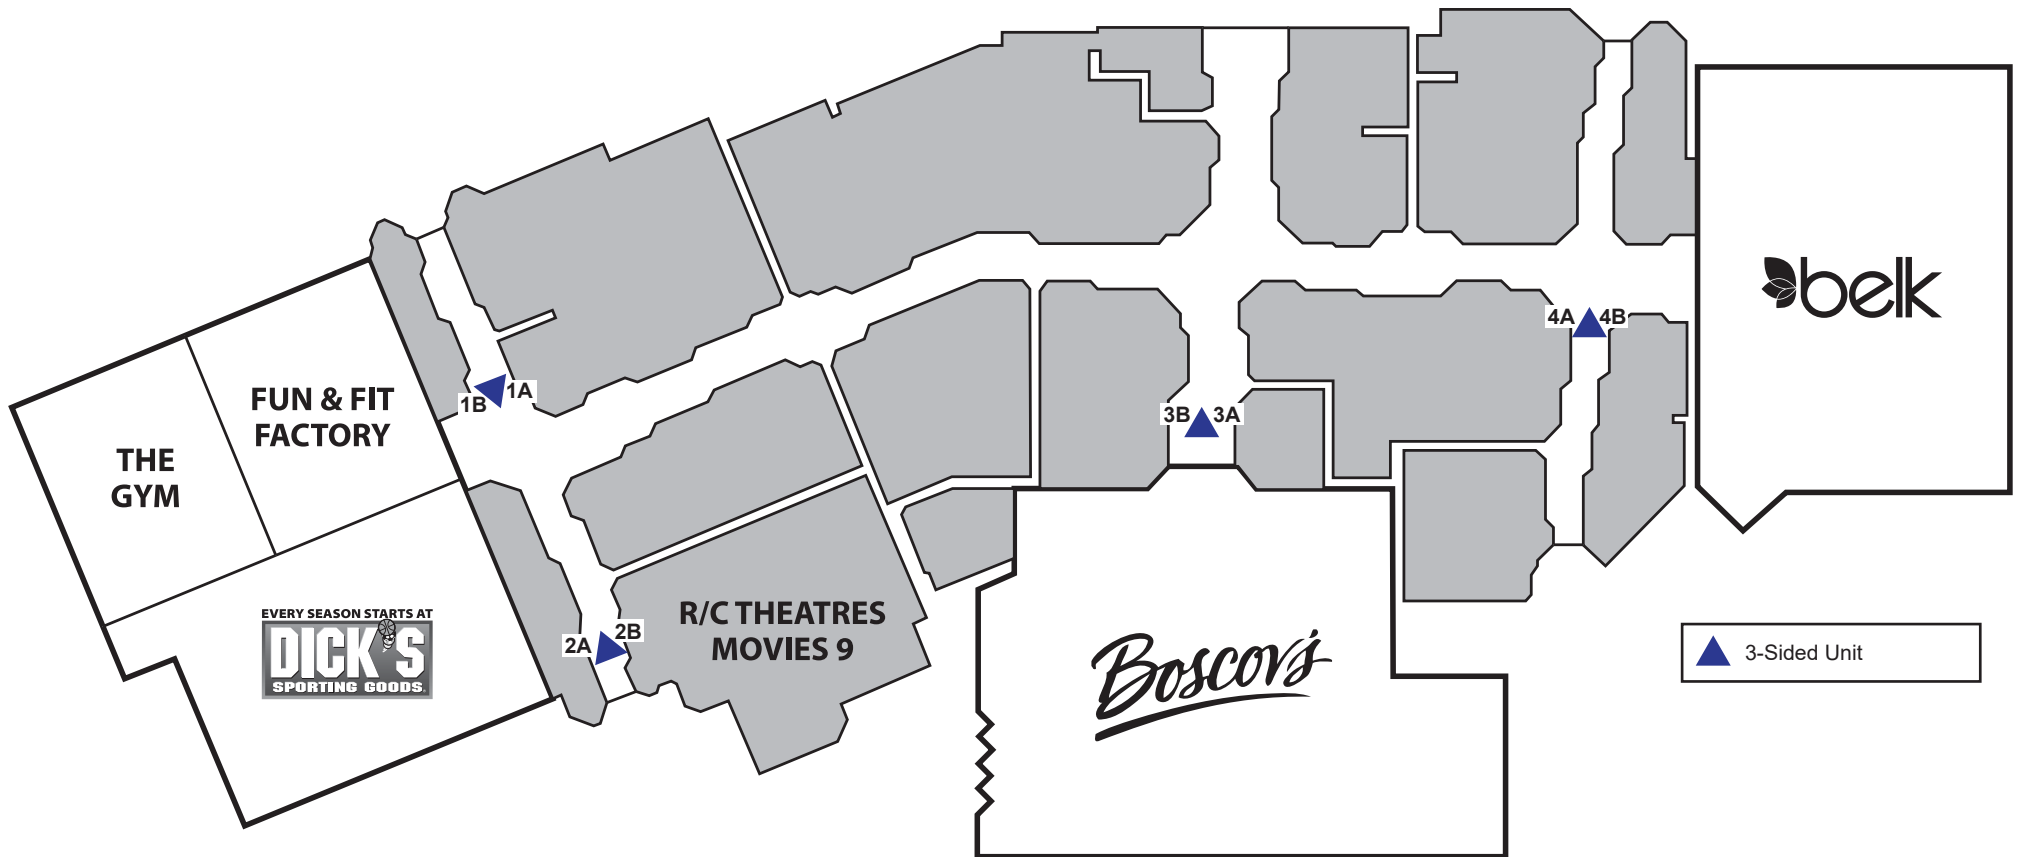 belk
4A
4B
1A
1B
FUN & FIT
FACTORY
3B
3A
THE
GYM
EVERY SEASON STARTS AT
DICK'S
SPORTING GOODS.
2A
2B
R/C THEATRES
MOVIES 9
Boscov's
3-Sided Unit